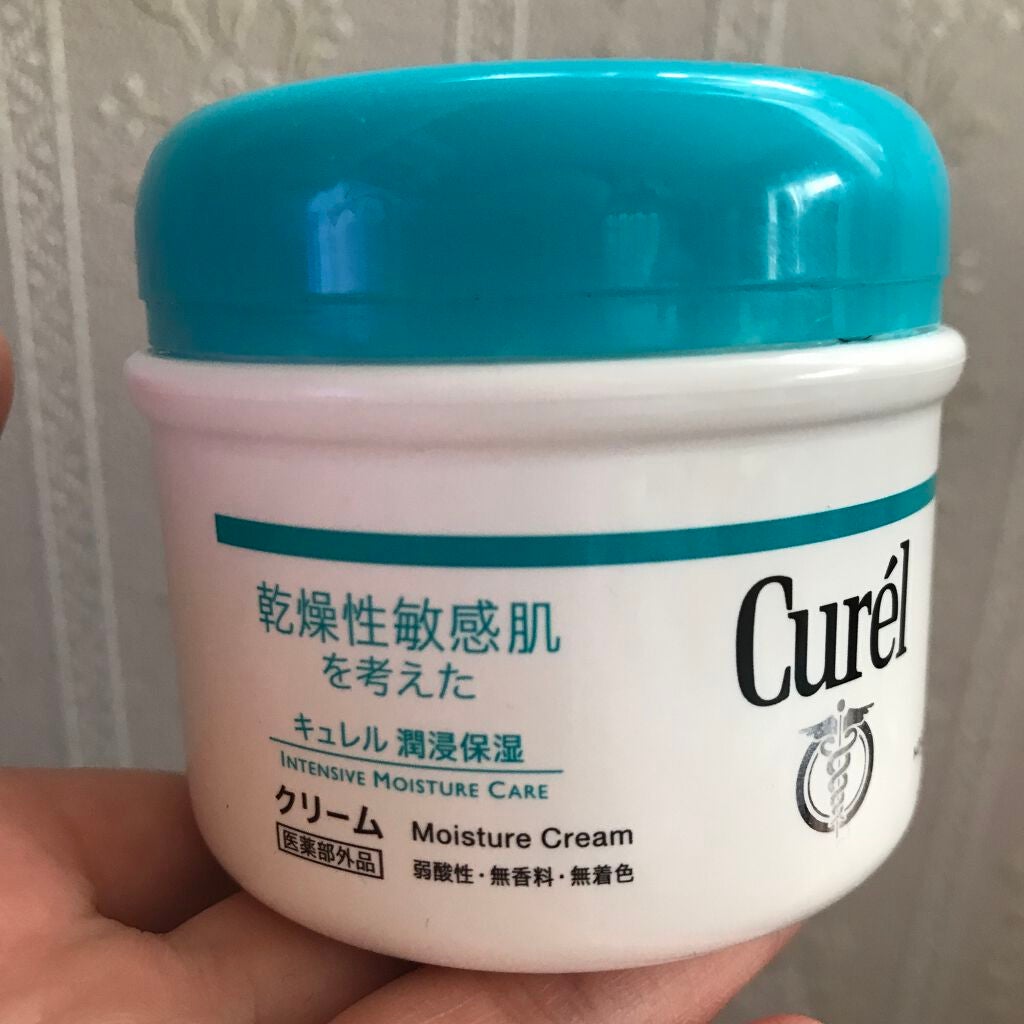 乾燥性敏感肌
を考えた
キュレル 潤浸保湿
INTENSIVE MOISTURE CARE
クリーム Moisture Cream
医薬部外品 弱酸性・無香料・無着色
Curél